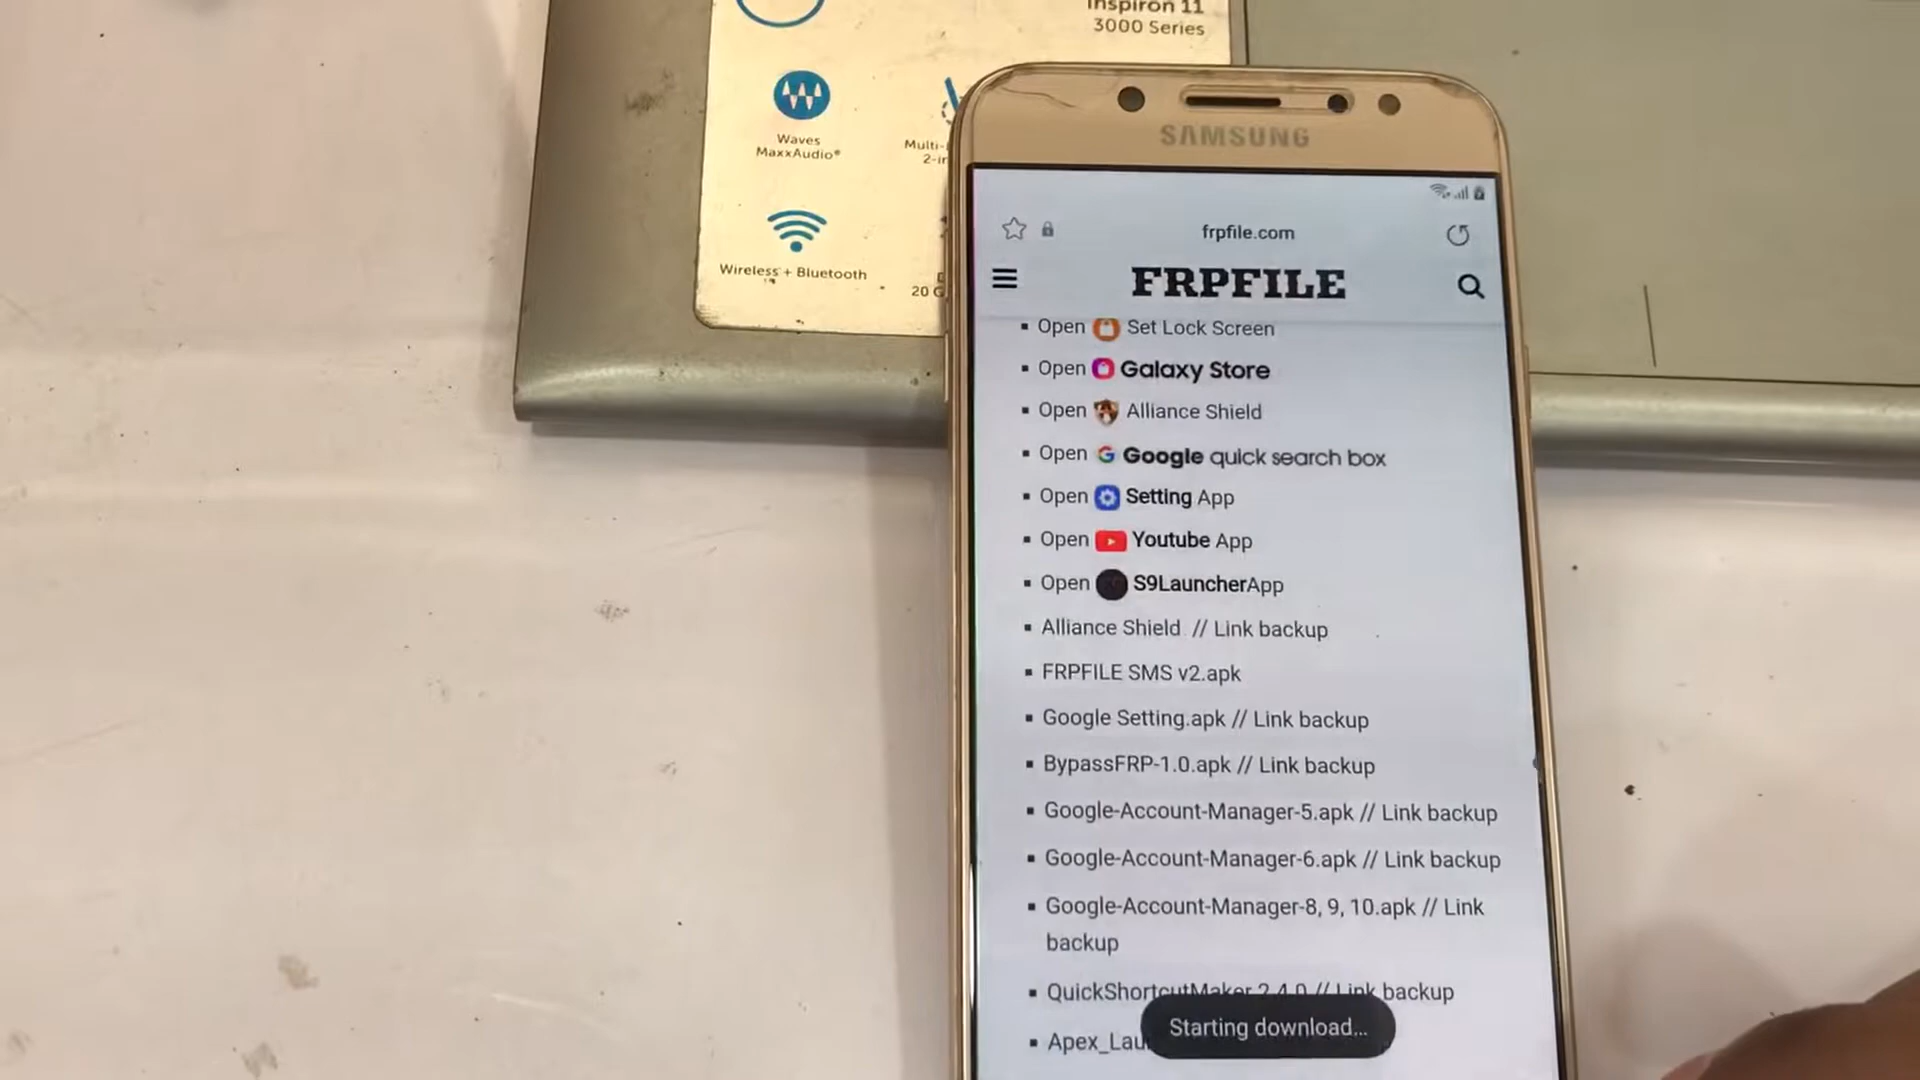 Inspiron 11
3000 Series
Waves
MaxxAudio®
Multi-
2-in
Wireless + Bluetooth
20 G
SAMSUNG
frpfile.com
FRPFILE
Open Set Lock Screen
Open Galaxy Store
Open Alliance Shield
Open Google quick search box
Open Setting App
Open Youtube App
Open S9LauncherApp
Alliance Shield // Link backup
FRPFILE SMS v2.apk
Google Setting.apk // Link backup
BypassFRP-1.0.apk // Link backup
Google-Account-Manager-5.apk // Link backup
Google-Account-Manager-6.apk // Link backup
Google-Account-Manager-8, 9, 10.apk // Link
backup
QuickShortcutMaker 2.4.0 // Link backup
Apex_Lau
Starting download...